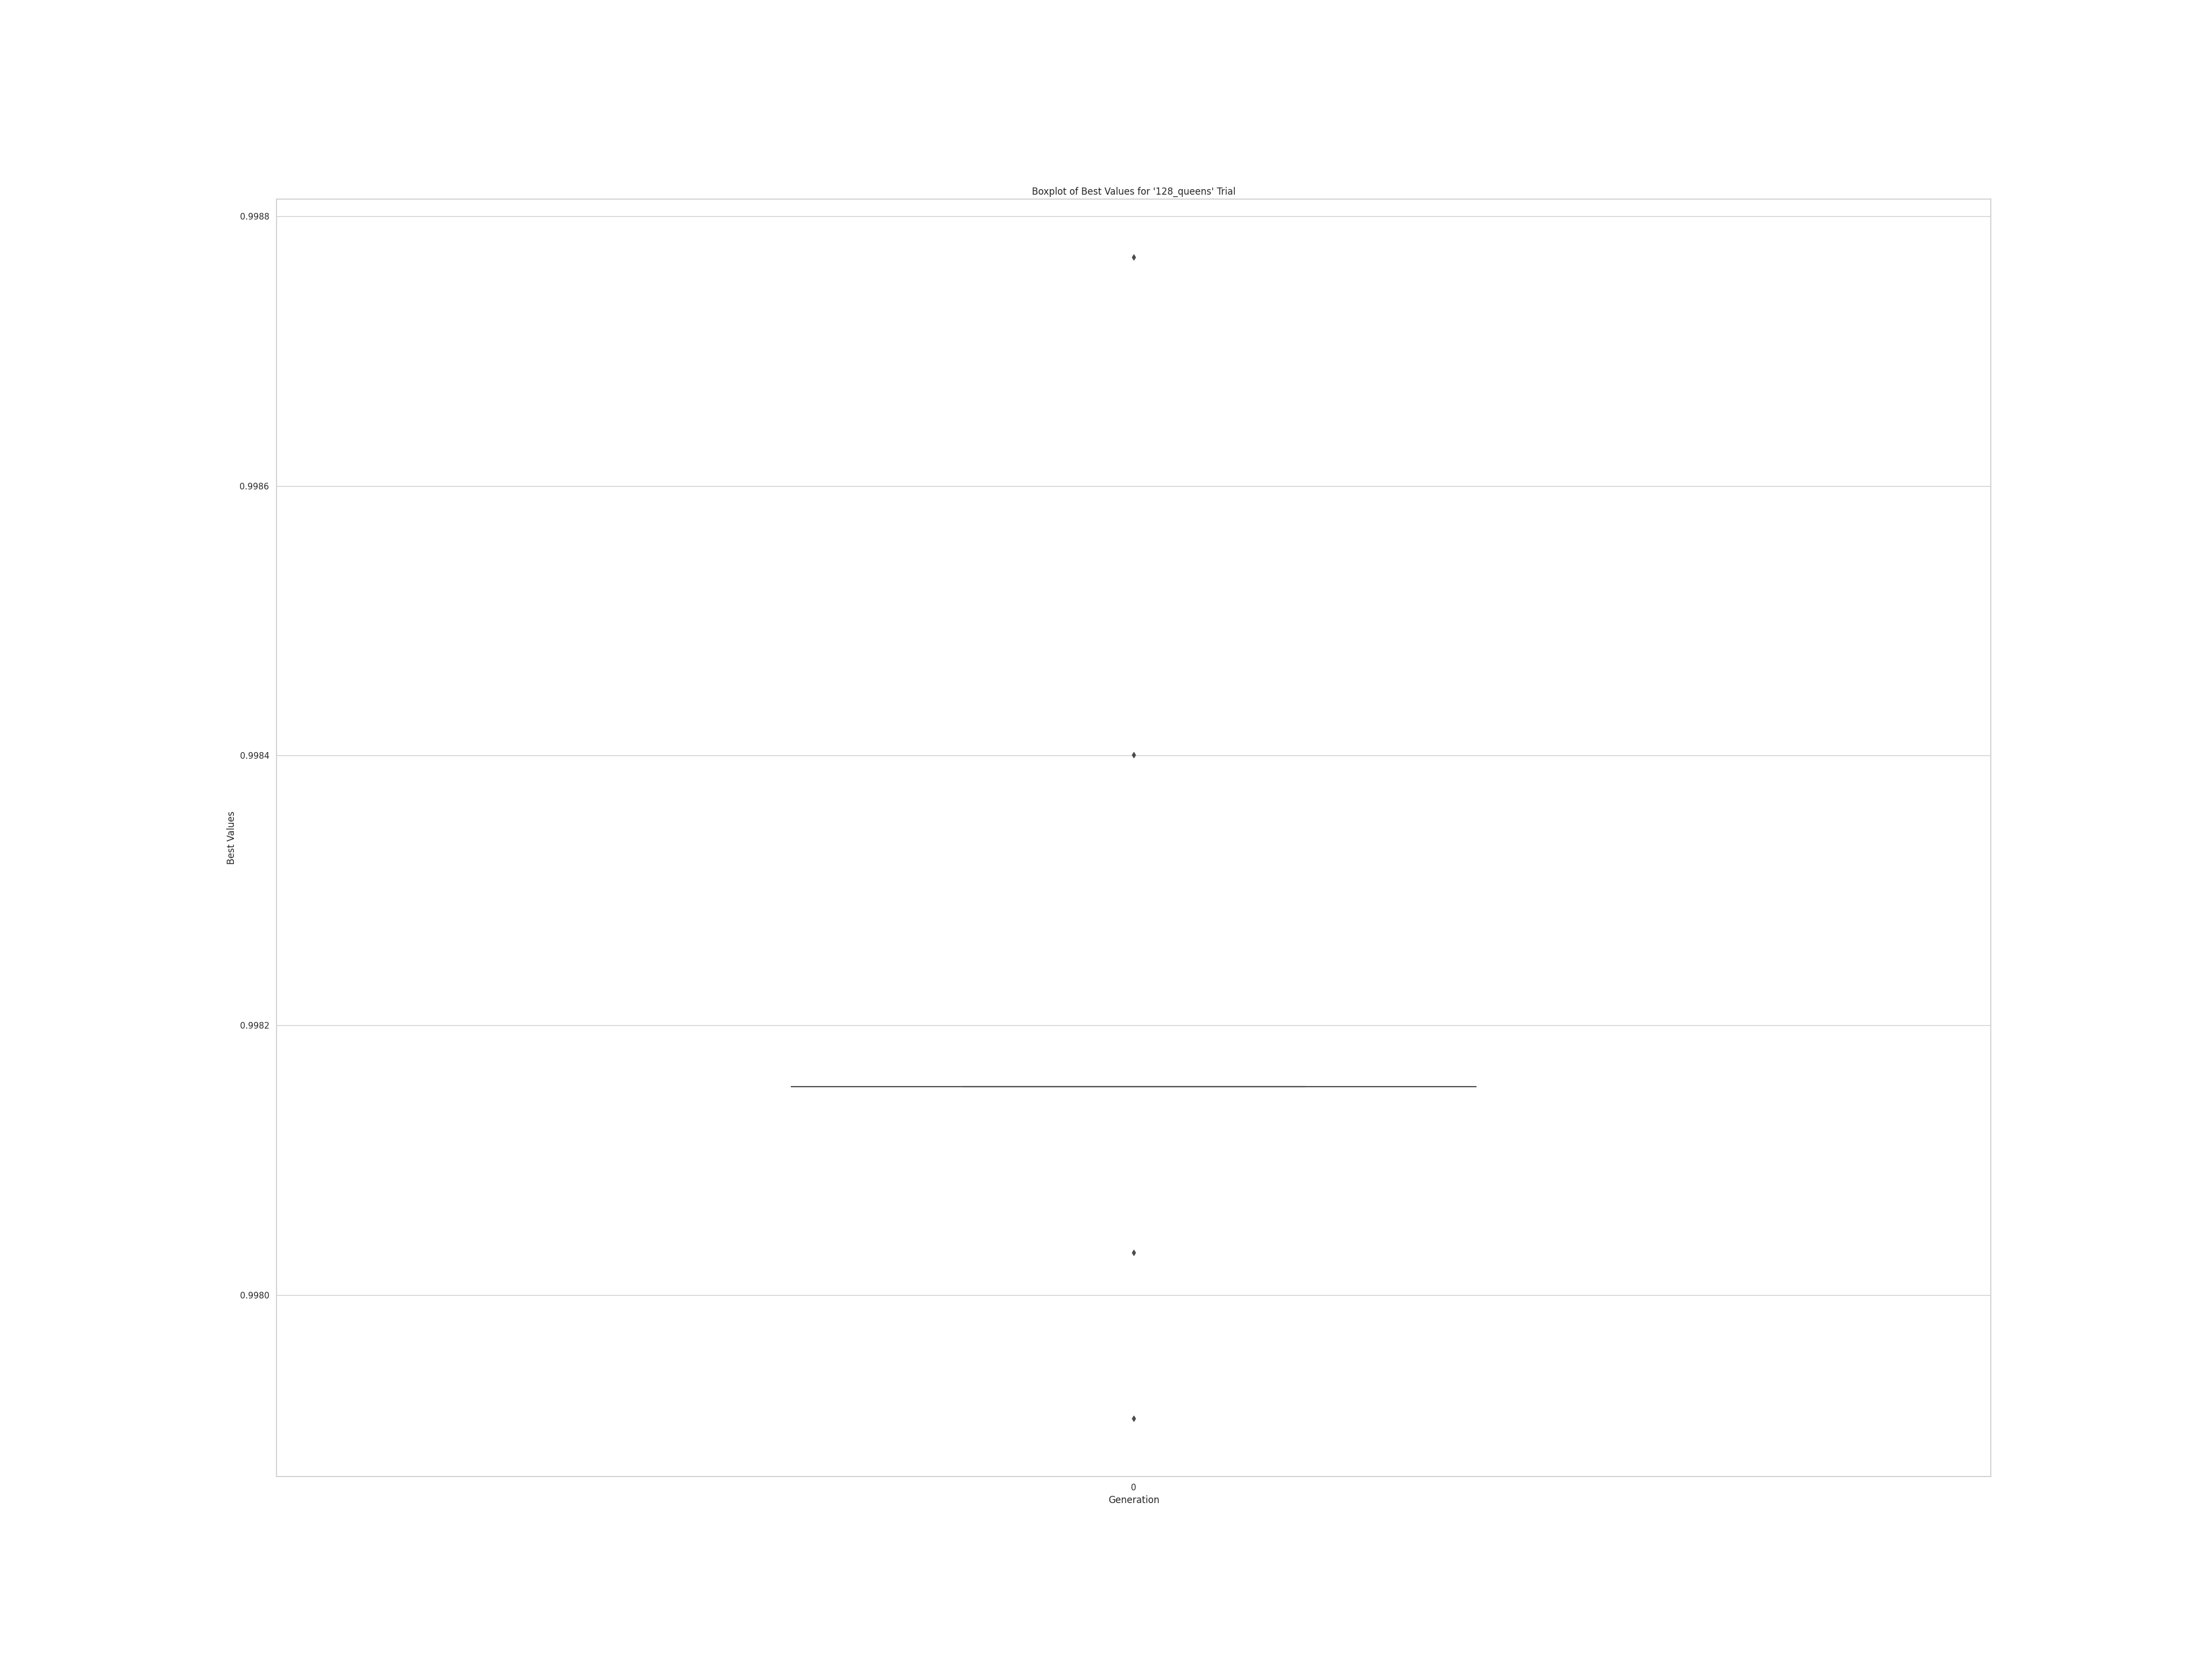 Boxplot of Best Values for '128_queens' Trial
0.9988
0.9986
0.9984
0.9982
0.9980
Best Values
0
Generation